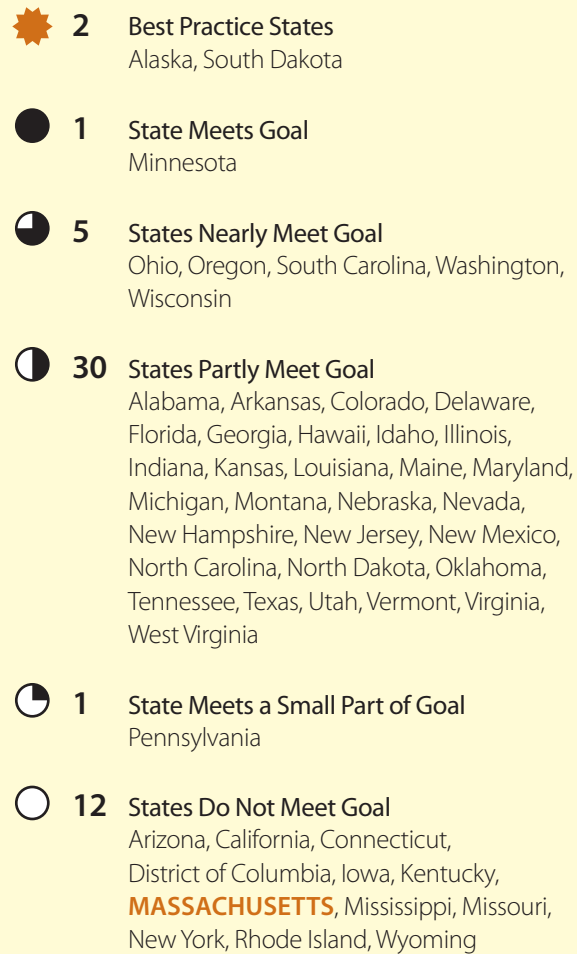 2 Best Practice States
Alaska, South Dakota
1 State Meets Goal
Minnesota
5 States Nearly Meet Goal
Ohio, Oregon, South Carolina, Washington,
Wisconsin
30 States Partly Meet Goal
Alabama, Arkansas, Colorado, Delaware,
Florida, Georgia, Hawaii, Idaho, Illinois,
Indiana, Kansas, Louisiana, Maine, Maryland,
Michigan, Montana, Nebraska, Nevada,
New Hampshire, New Jersey, New Mexico,
North Carolina, North Dakota, Oklahoma,
Tennessee, Texas, Utah, Vermont, Virginia,
West Virginia
1 State Meets a Small Part of Goal
Pennsylvania
12 States Do Not Meet Goal
Arizona, California, Connecticut,
District of Columbia, Iowa, Kentucky,
MASSACHUSETTS, Mississippi, Missouri,
New York, Rhode Island, Wyoming